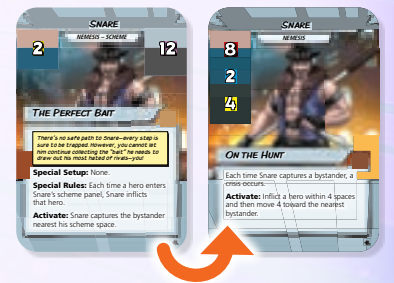 SNARE
NEMESIS – SCHEME
2
12
THE PERFECT BAIT
There's no safe path to Snare—every step is
sure to be trapped. However, you cannot let
him continue collecting the "bait" he needs to
draw out his most hated of rivals—you!
Special Setup: None.
Special Rules: Each time a hero enters
Snare's scheme panel, Snare inflicts
that hero.
Activate: Snare captures the bystander
nearest his scheme space.
SNARE
NEMESIS
8
2
4
ON THE HUNT
Each time Snare captures a bystander, a
crisis occurs.
Activate: Inflict a hero within 4 spaces
and then move 4 toward the nearest
bystander.